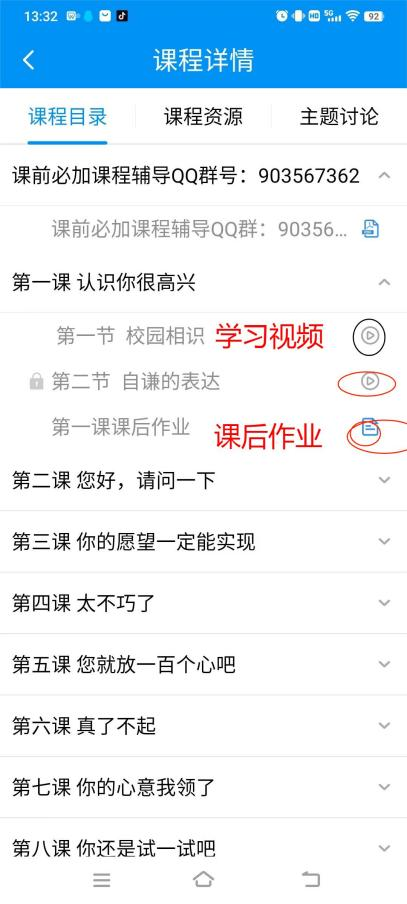 13:32 HD 5G 92
课程详情
课程目录 课程资源 主题讨论
课前必加课程辅导QQ群号：903567362
课前必加课程辅导QQ群：90356...
第一课 认识你很高兴
第一节 校园相识 学习视频
第二节 自谦的表达
第一课课后作业 课后作业
第二课 您好，请问一下
第三课 你的愿望一定能实现
第四课 太不巧了
第五课 您就放一百个心吧
第六课 真了不起
第七课 你的心意我领了
第八课 你还是试一试吧